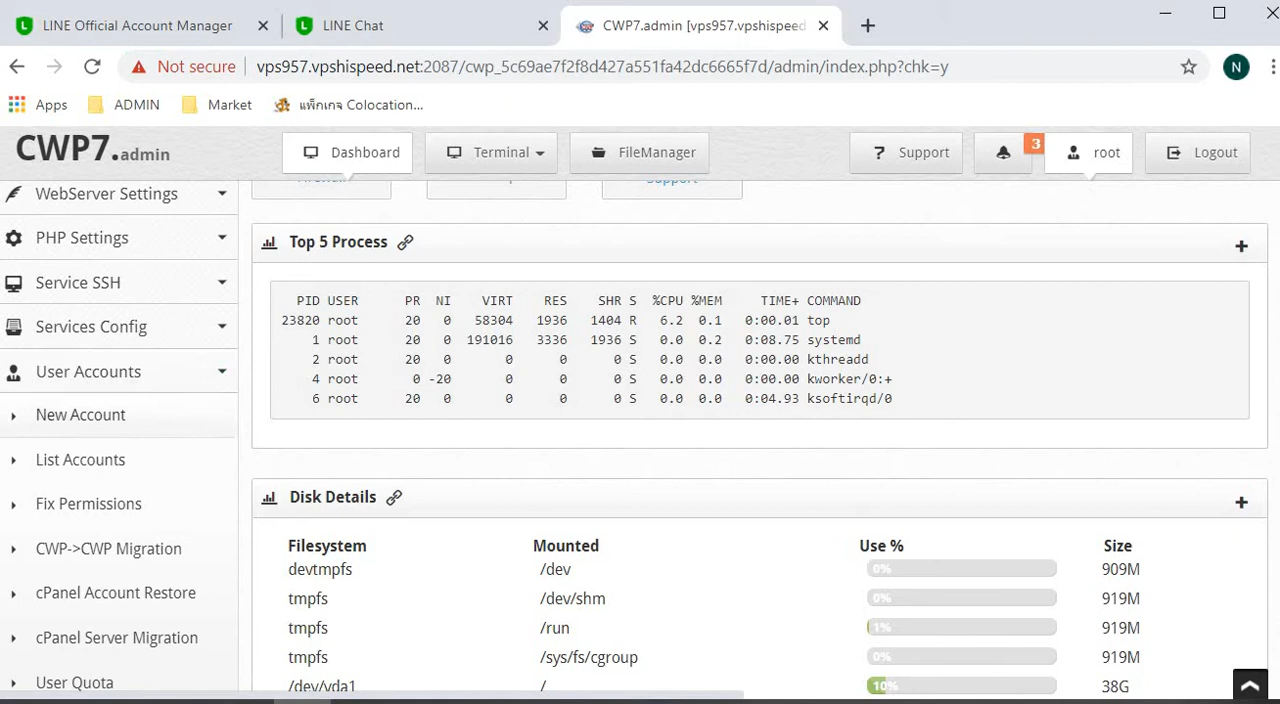 LINE Official Account Manager
LINE Chat
CWP7.admin [vps957.vpshispeed
Not secure
vps957.vpshispeed.net:2087/cwp_5c69ae7f2f8d427a551fa42dc6665f7d/admin/index.php?chk=y
N
Apps
ADMIN
Market
แพ็กเกจ Colocation...
CWP7.admin
Dashboard
Terminal
FileManager
? Support
3
root
Logout
WebServer Settings
PHP Settings
Service SSH
Services Config
User Accounts
New Account
List Accounts
Fix Permissions
CWP->CWP Migration
cPanel Account Restore
cPanel Server Migration
User Quota
Support
Top 5 Process
+
PID USER PR NI VIRT RES SHR S %CPU %MEM TIME+ COMMAND
23820 root 20 0 58304 1936 1404 R 6.2 0.1 0:00.01 top
1 root 20 0 191016 3336 1936 S 0.0 0.2 0:08.75 systemd
2 root 20 0 0 0 0 S 0.0 0.0 0:00.00 kthreadd
4 root 0 -20 0 0 0 S 0.0 0.0 0:00.00 kworker/0:+
6 root 20 0 0 0 0 S 0.0 0.0 0:04.93 ksoftirqd/0
Disk Details
+
Filesystem Mounted Use % Size
devtmpfs /dev 0% 909M
tmpfs /dev/shm 0% 919M
tmpfs /run 1% 919M
tmpfs /sys/fs/cgroup 0% 919M
/dev/vda1 / 10% 38G